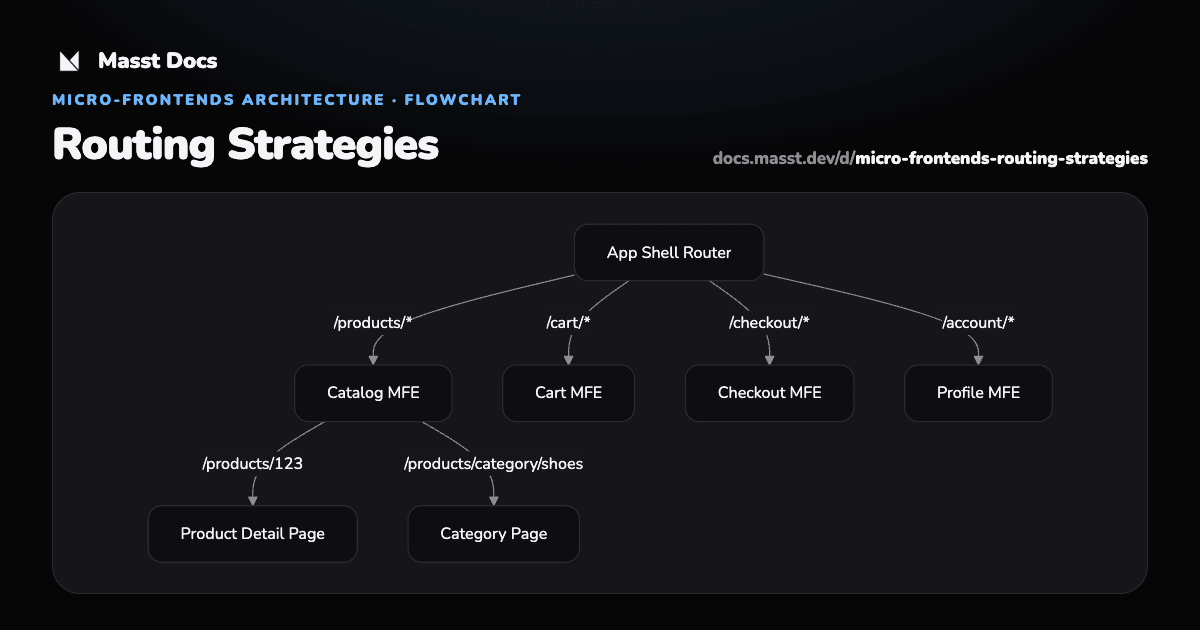 Masst Docs
MICRO-FRONTENDS ARCHITECTURE · FLOWCHART
Routing Strategies
docs.masst.dev/d/micro-frontends-routing-strategies
App Shell Router
/products/*
/cart/*
/checkout/*
/account/*
Catalog MFE
Cart MFE
Checkout MFE
Profile MFE
/products/123
/products/category/shoes
Product Detail Page
Category Page